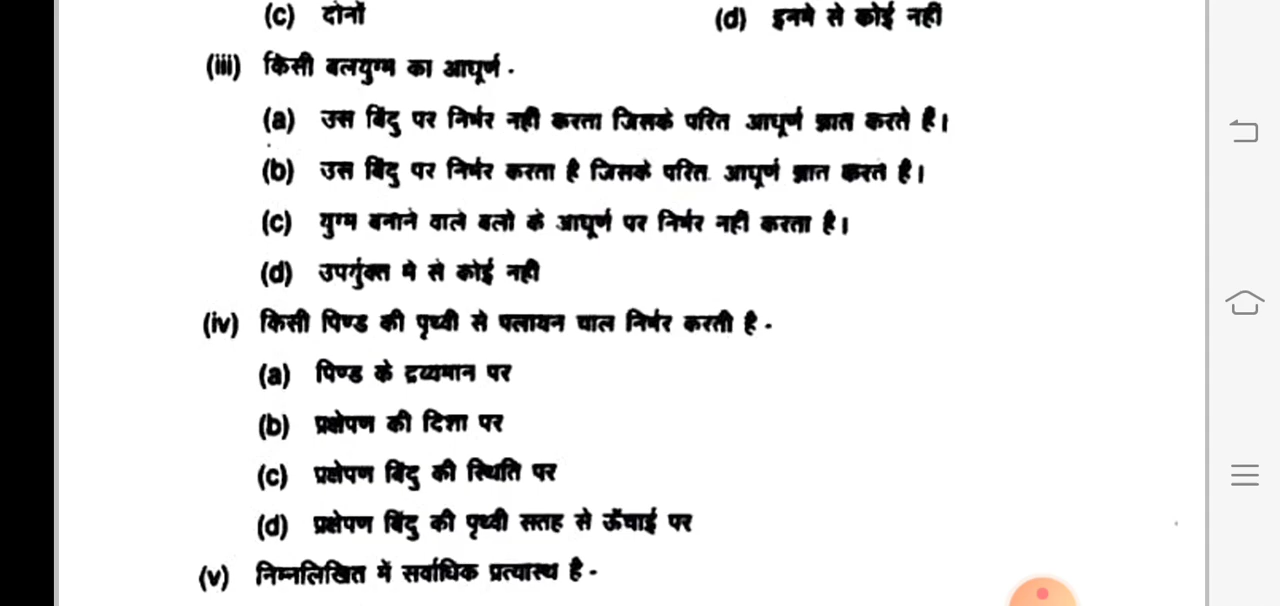 (c) दोनों (d) इनमे से कोई नहीं
(iii) किसी बलयुग्म का आघूर्ण -
(a) उस बिंदु पर निर्भर नही करता जिसके परित आघूर्ण ज्ञात करते हैं।
(b) उस बिंदु पर निर्भर करता है जिसके परित आघूर्ण ज्ञात करते है।
(c) युग्म बनाने वाले बलो के आघूर्ण पर निर्भर नही करता है।
(d) उपर्युक्त मे से कोई नही
(iv) किसी पिण्ड की पृथ्वी से पलायन चाल निर्भर करती है -
(a) पिण्ड के द्रव्यमान पर
(b) प्रक्षेपण की दिशा पर
(c) प्रक्षेपण बिंदु की स्थिति पर
(d) प्रक्षेपण बिंदु की पृथ्वी सतह से ऊँचाई पर
(v) निम्नलिखित में सर्वाधिक प्रत्यास्थ है -